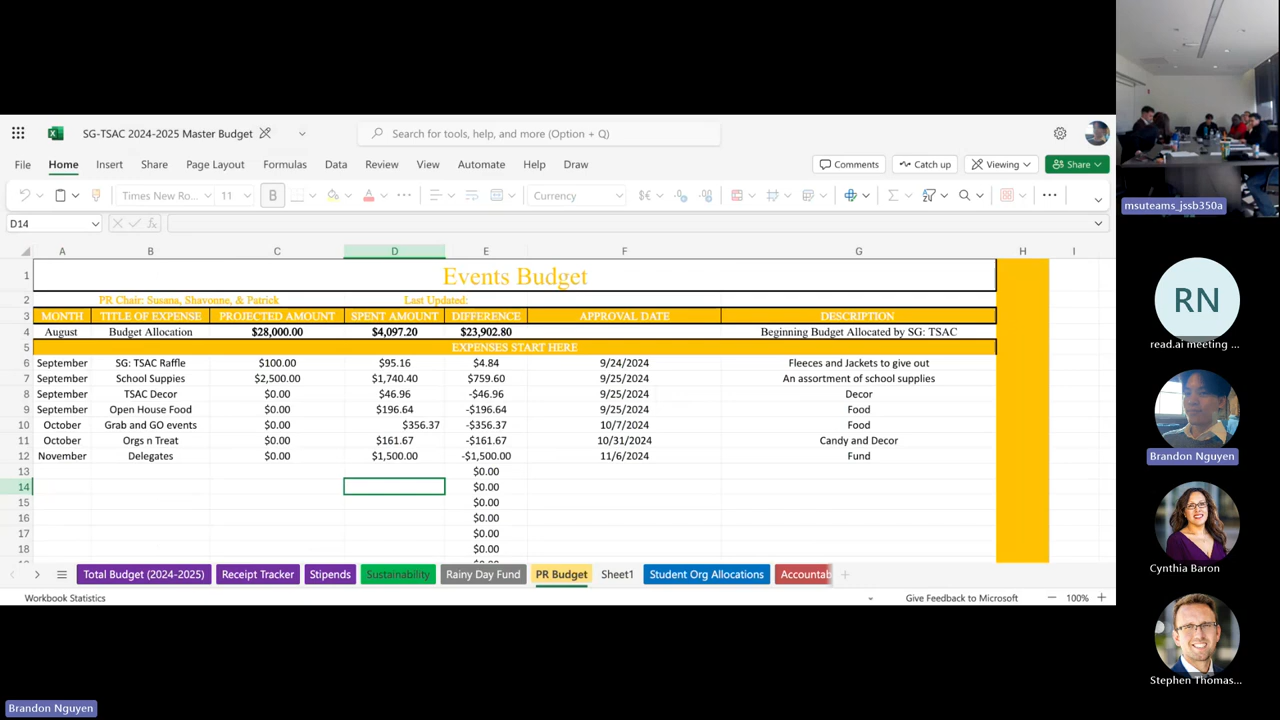 SG-TSAC 2024-2025 Master Budget
Search for tools, help, and more (Option + Q)
File Home Insert Share Page Layout Formulas Data Review View Automate Help Draw
Comments Catch up Viewing Share
Times New Ro... 11 B A Currency $€
D14 fx
A B C D E F G H I
1 Events Budget
2 PR Chair: Susana, Shavonne, & Patrick Last Updated:
3 MONTH TITLE OF EXPENSE PROJECTED AMOUNT SPENT AMOUNT DIFFERENCE APPROVAL DATE DESCRIPTION
4 August Budget Allocation $28,000.00 $4,097.20 $23,902.80 Beginning Budget Allocated by SG: TSAC
5 EXPENSES START HERE
6 September SG: TSAC Raffle $100.00 $95.16 $4.84 9/24/2024 Fleeces and Jackets to give out
7 September School Suppies $2,500.00 $1,740.40 $759.60 9/25/2024 An assortment of school supplies
8 September TSAC Decor $0.00 $46.96 -$46.96 9/25/2024 Decor
9 September Open House Food $0.00 $196.64 -$196.64 9/25/2024 Food
10 October Grab and GO events $0.00 $356.37 -$356.37 10/7/2024 Food
11 October Orgs n Treat $0.00 $161.67 -$161.67 10/31/2024 Candy and Decor
12 November Delegates $0.00 $1,500.00 -$1,500.00 11/6/2024 Fund
13 $0.00
14 $0.00
15 $0.00
16 $0.00
17 $0.00
18 $0.00
Total Budget (2024-2025) Receipt Tracker Stipends Sustainability Rainy Day Fund PR Budget Sheet1 Student Org Allocations Accountab
Workbook Statistics Give Feedback to Microsoft 100%
msuteams_jssb350a
RN
read.ai meeting ...
Brandon Nguyen
Cynthia Baron
Stephen Thomas...
Brandon Nguyen